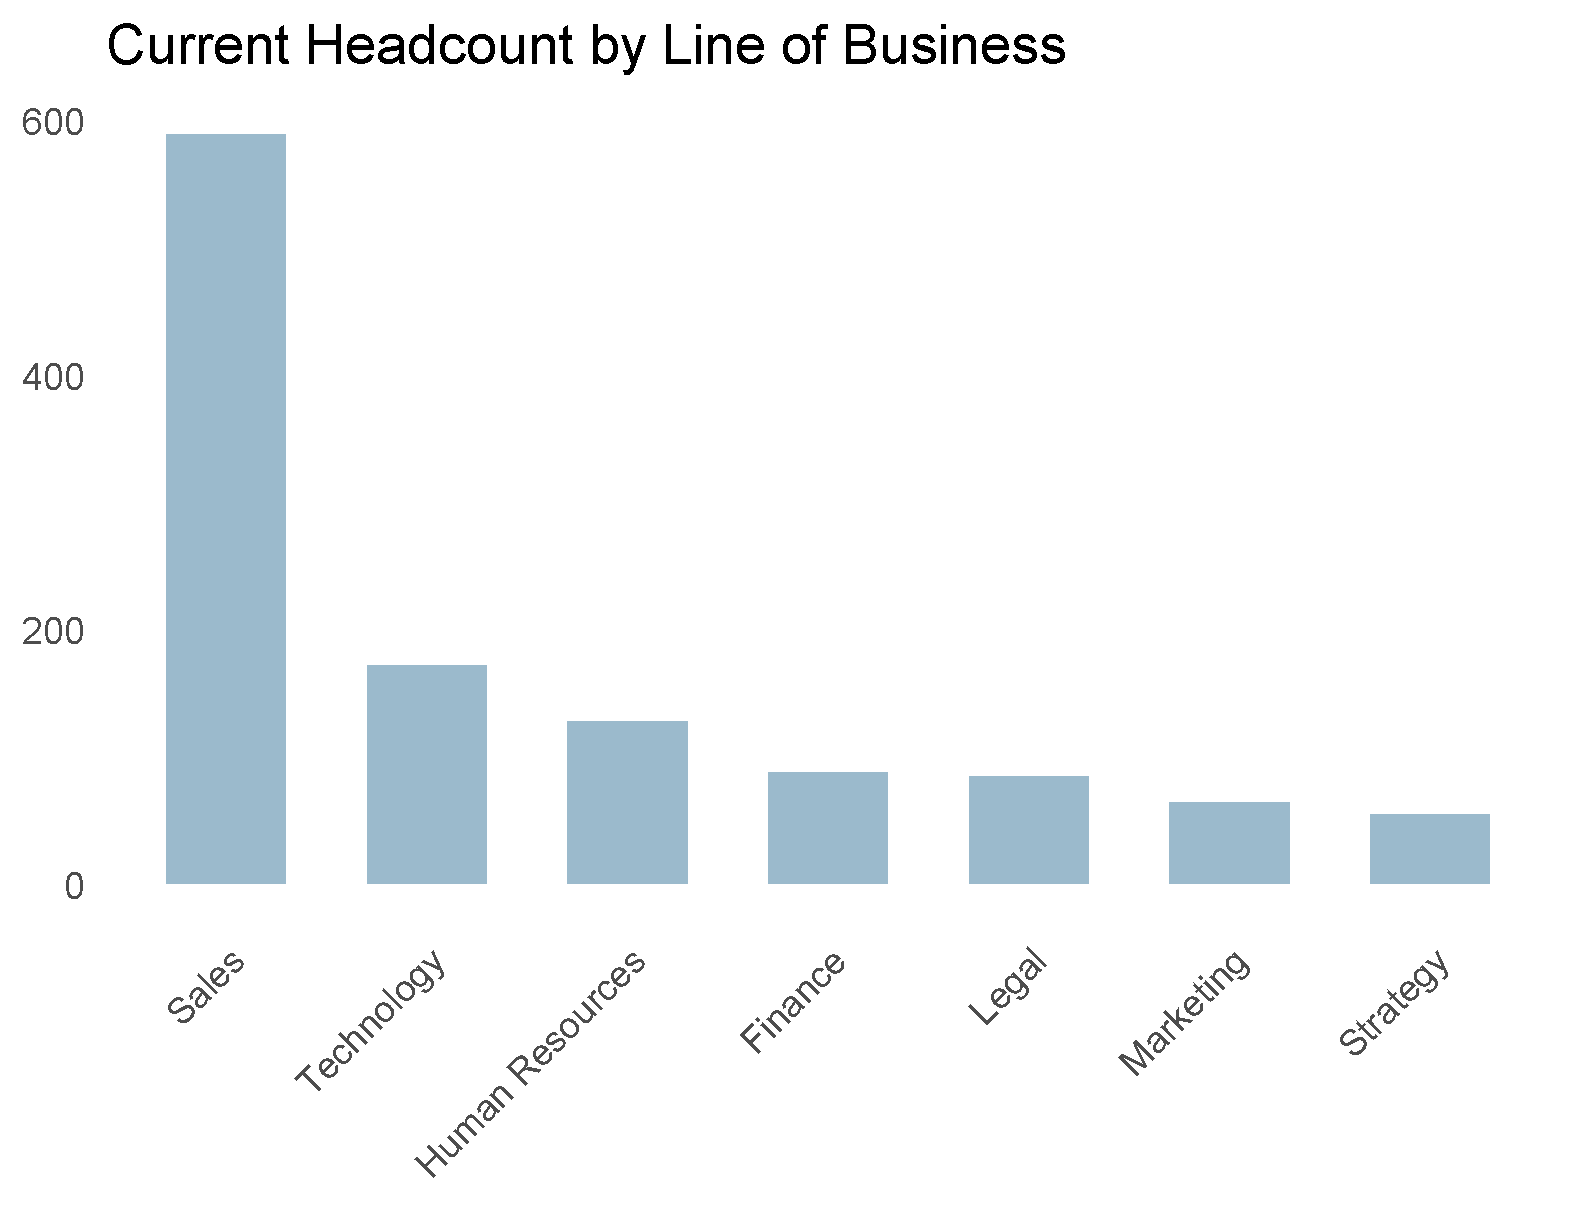 Current Headcount by Line of Business
600
400
200
0
Sales
Technology
Human Resources
Finance
Legal
Marketing
Strategy